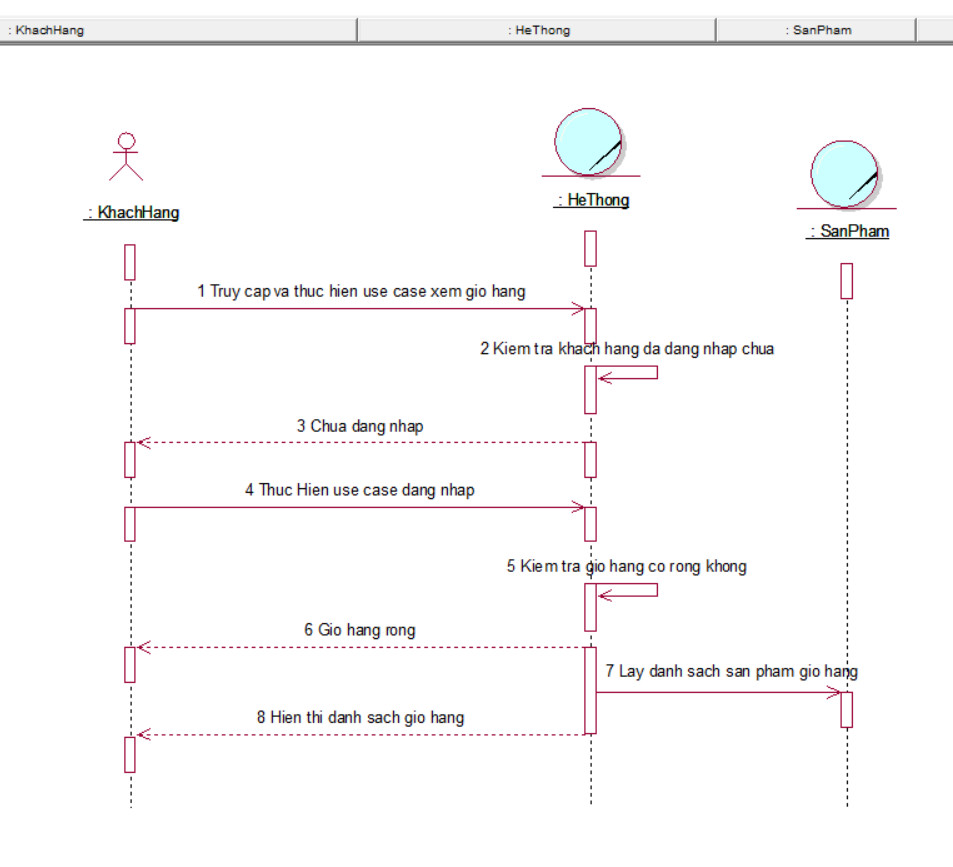 : KhachHang
: HeThong
: SanPham
: KhachHang
: HeThong
: SanPham
1 Truy cap va thuc hien use case xem gio hang
2 Kiem tra khach hang da dang nhap chua
3 Chua dang nhap
4 Thuc Hien use case dang nhap
5 Kiem tra gio hang co rong khong
6 Gio hang rong
7 Lay danh sach san pham gio hang
8 Hien thi danh sach gio hang